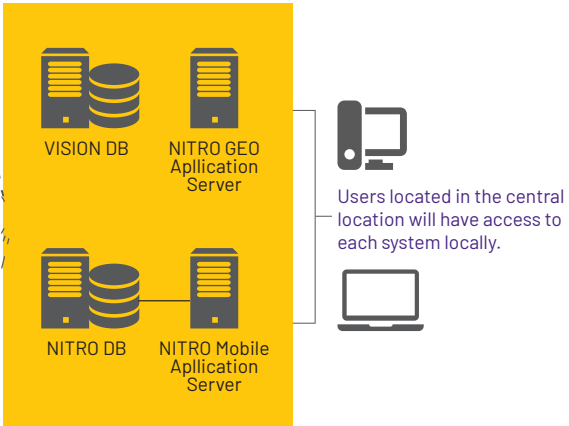 VISION DB
NITRO GEO
Apllication
Server
Users located in the central
location will have access to
each system locally.
NITRO DB
NITRO Mobile
Apllication
Server